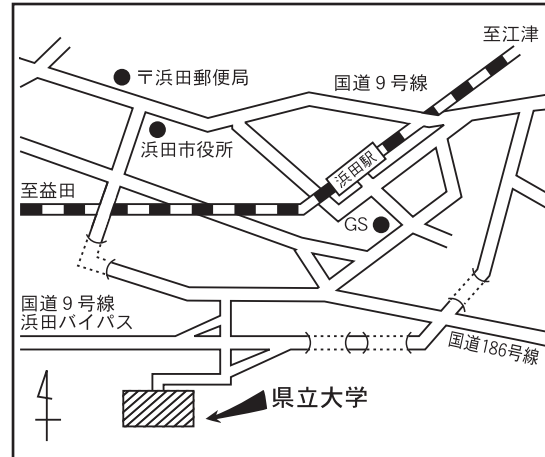 至江津
〒浜田郵便局
国道9号線
浜田市役所
浜田駅
至益田
GS
国道9号線
浜田バイパス
国道186号線
県立大学